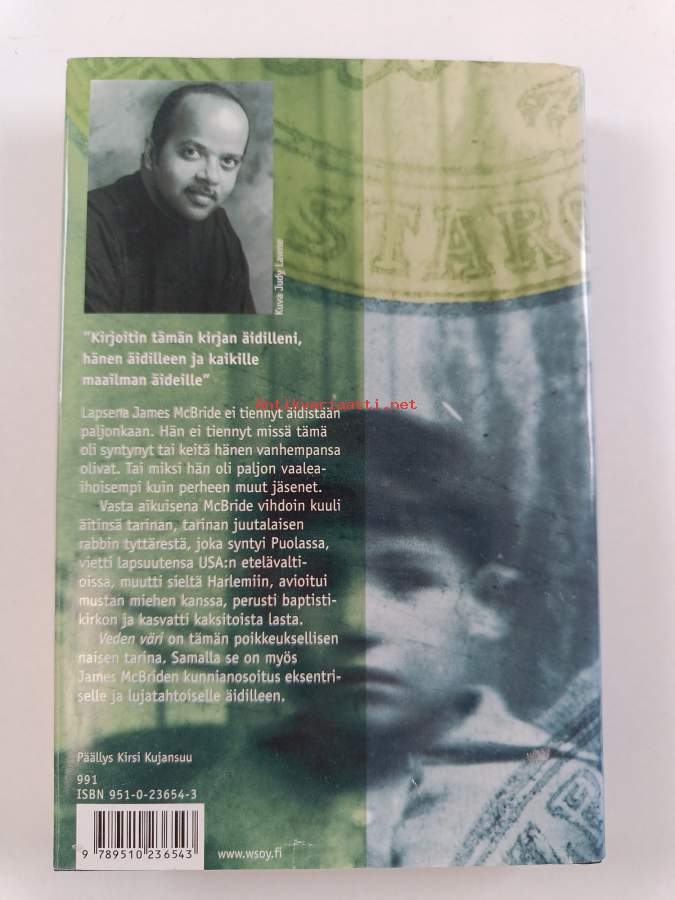 STARS
Kuva Judy Lawne
"Kirjoitin tämän kirjan äidilleni,
hänen äidilleen ja kaikille
maailman äideille"
Antikvariaatti.net
Lapsena James McBride ei tiennyt äidistään
paljonkaan. Hän ei tiennyt missä tämä
oli syntynyt tai keitä hänen vanhempansa
olivat. Tai miksi hän oli paljon vaalea-
ihoisempi kuin perheen muut jäsenet.
Vasta aikuisena McBride vihdoin kuuli
äitinsä tarinan, tarinan juutalaisen
rabbin tyttärestä, joka syntyi Puolassa,
vietti lapsuutensa USA:n etelävalti-
oissa, muutti sieltä Harlemiin, avioitui
mustan miehen kanssa, perusti baptisti-
kirkon ja kasvatti kaksitoista lasta.
Veden väri on tämän poikkeuksellisen
naisen tarina. Samalla se on myös
James McBriden kunnianosoitus eksentri-
selle ja lujatahtoiselle äidilleen.
Päällys Kirsi Kujansuu
991
ISBN 951-0-23654-3
9 789510 236543
www.wsoy.fi